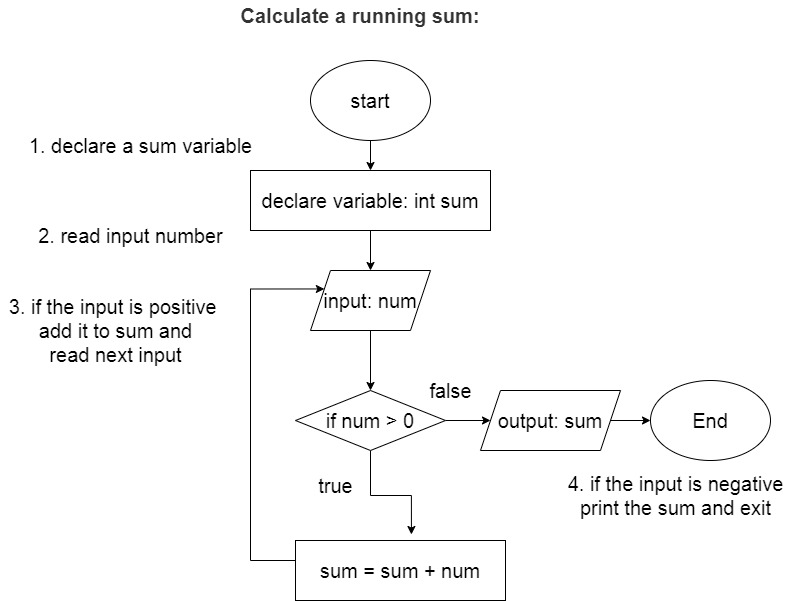 Calculate a running sum:
start
1. declare a sum variable
declare variable: int sum
2. read input number
input: num
3. if the input is positive
add it to sum and
read next input
false
if num > 0
output: sum
End
true
4. if the input is negative
print the sum and exit
sum = sum + num